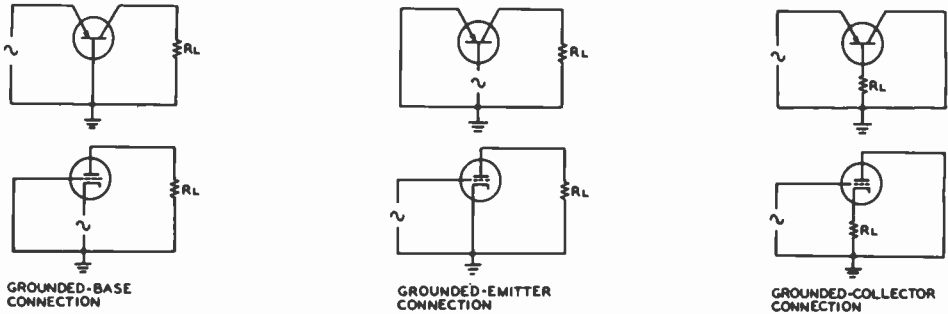 RL
RL
RL
RL
RL
RL
GROUNDED-BASE
CONNECTION
GROUNDED-EMITTER
CONNECTION
GROUNDED-COLLECTOR
CONNECTION